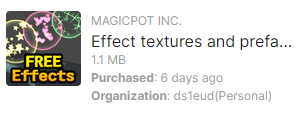 FREE
Effects
MAGICPOT INC.
Effect textures and prefa...
1.1 MB
Purchased: 6 days ago
Organization: ds1eud(Personal)